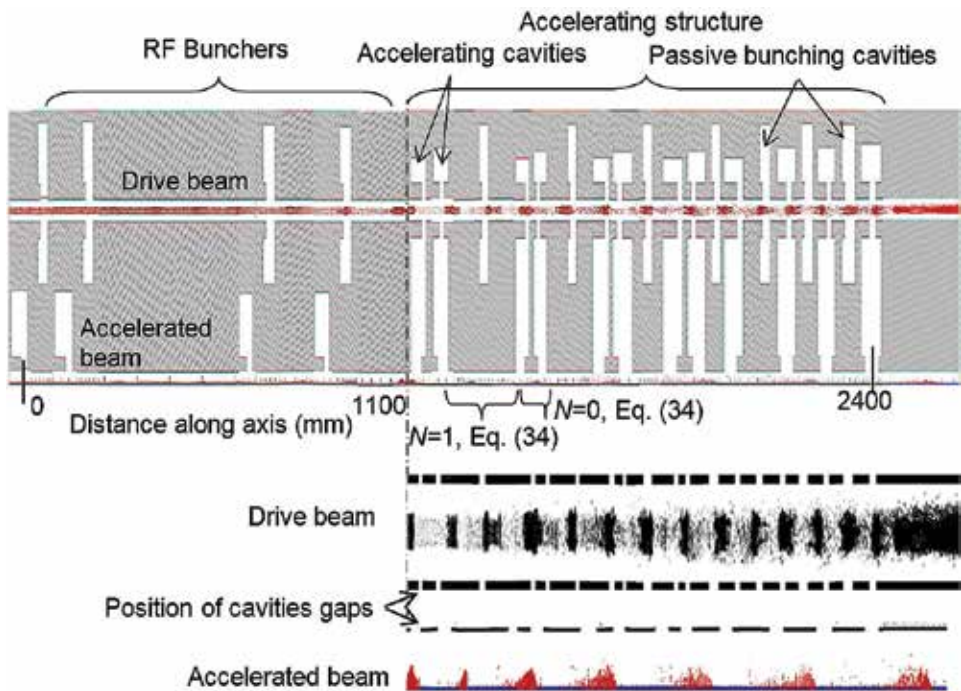 Accelerating structure
RF Bunchers
Accelerating cavities
Passive bunching cavities
Drive beam
Accelerated
beam
0
1100
2400
Distance along axis (mm)
N=0, Eq. (34)
N=1, Eq. (34)
Drive beam
Position of cavities gaps
Accelerated beam